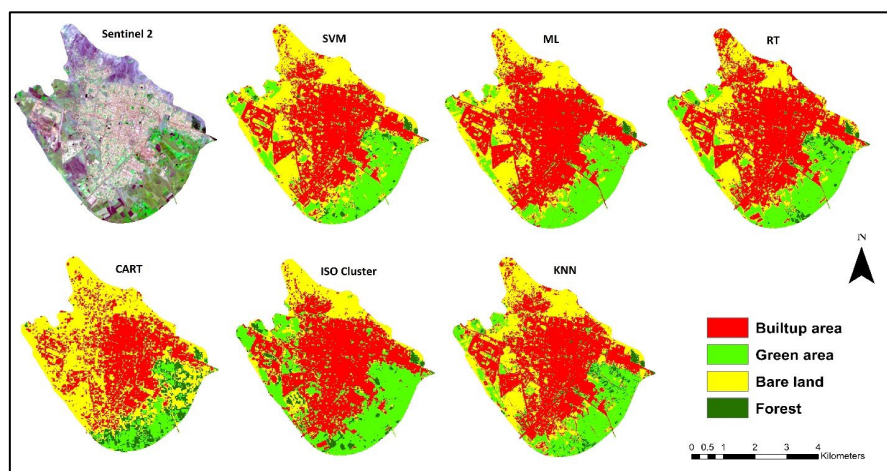 Sentinel 2
SVM
ML
RT
CART
ISO Cluster
KNN
N
Builtup area
Green area
Bare land
Forest
0 0.5 1 2 3 4
Kilometers